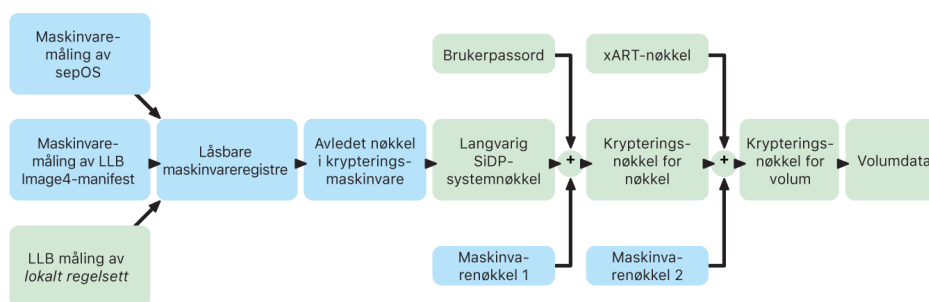 Maskinvare-
måling av
sepOS
Brukerpassord
xART-nøkkel
Maskinvare-
måling av LLB
Image4-manifest
Låsbare
maskinvareregistre
Avledet nøkkel
i krypterings-
maskinvare
Langvarig
SiDP-
systemnøkkel
+
Krypterings-
nøkkel for
nøkkel
+
Krypterings-
nøkkel for
volum
Volumdata
LLB måling av
lokalt regelsett
Maskinva-
renøkkel 1
Maskinva-
renøkkel 2